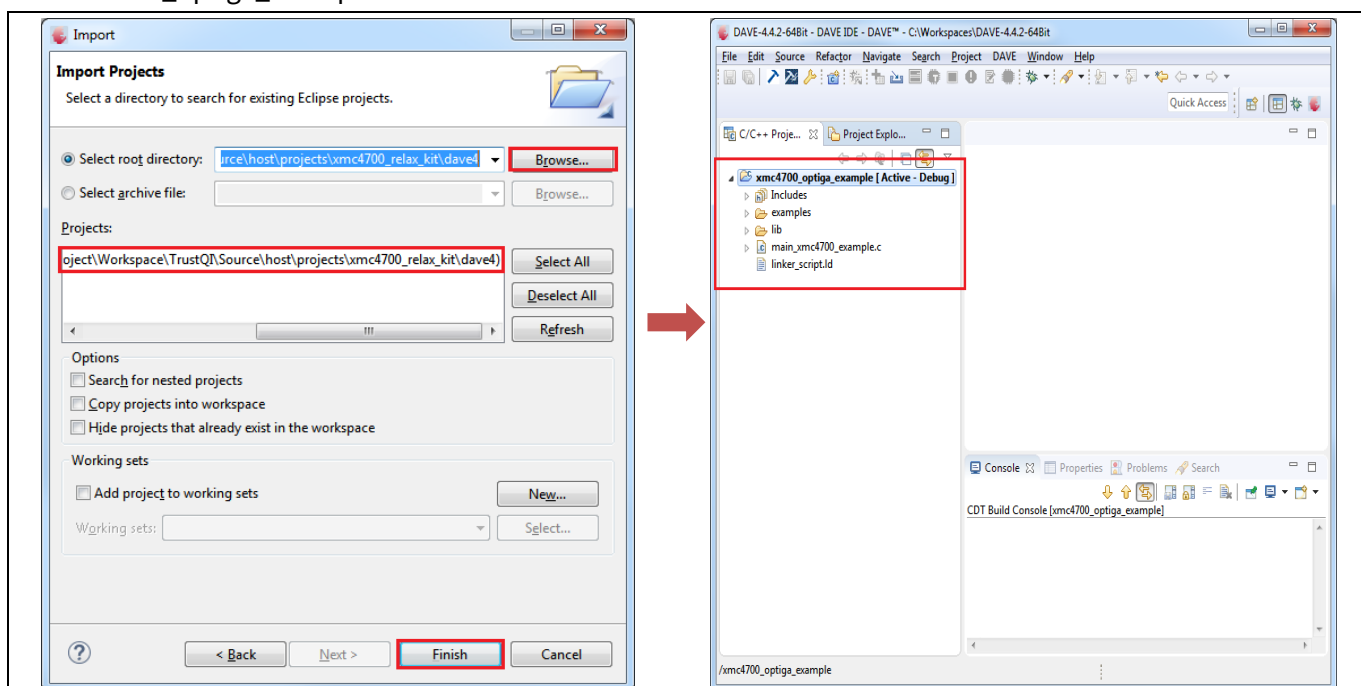 Import
Import Projects
Select a directory to search for existing Eclipse projects.
Select root directory:
urce\host\projects\xmc4700_relax_kit\dave4
Browse...
Select archive file:
Browse...
Projects:
oject\Workspace\TrustQI\Source\host\projects\xmc4700_relax_kit\dave4)
Select All
Deselect All
Refresh
Options
Search for nested projects
Copy projects into workspace
Hide projects that already exist in the workspace
Working sets
Add project to working sets
New...
Working sets:
Select...
< Back
Next >
Finish
Cancel
DAVE-4.4.2-64Bit - DAVE IDE - DAVE™ - C:\Workspaces\DAVE-4.4.2-64Bit
File Edit Source Refactor Navigate Search Project DAVE Window Help
Quick Access
C/C++ Proje...
Project Explo...
xmc4700_optiga_example [ Active - Debug ]
Includes
examples
lib
main_xmc4700_example.c
linker_script.ld
Console
Properties
Problems
Search
CDT Build Console [xmc4700_optiga_example]
/xmc4700_optiga_example